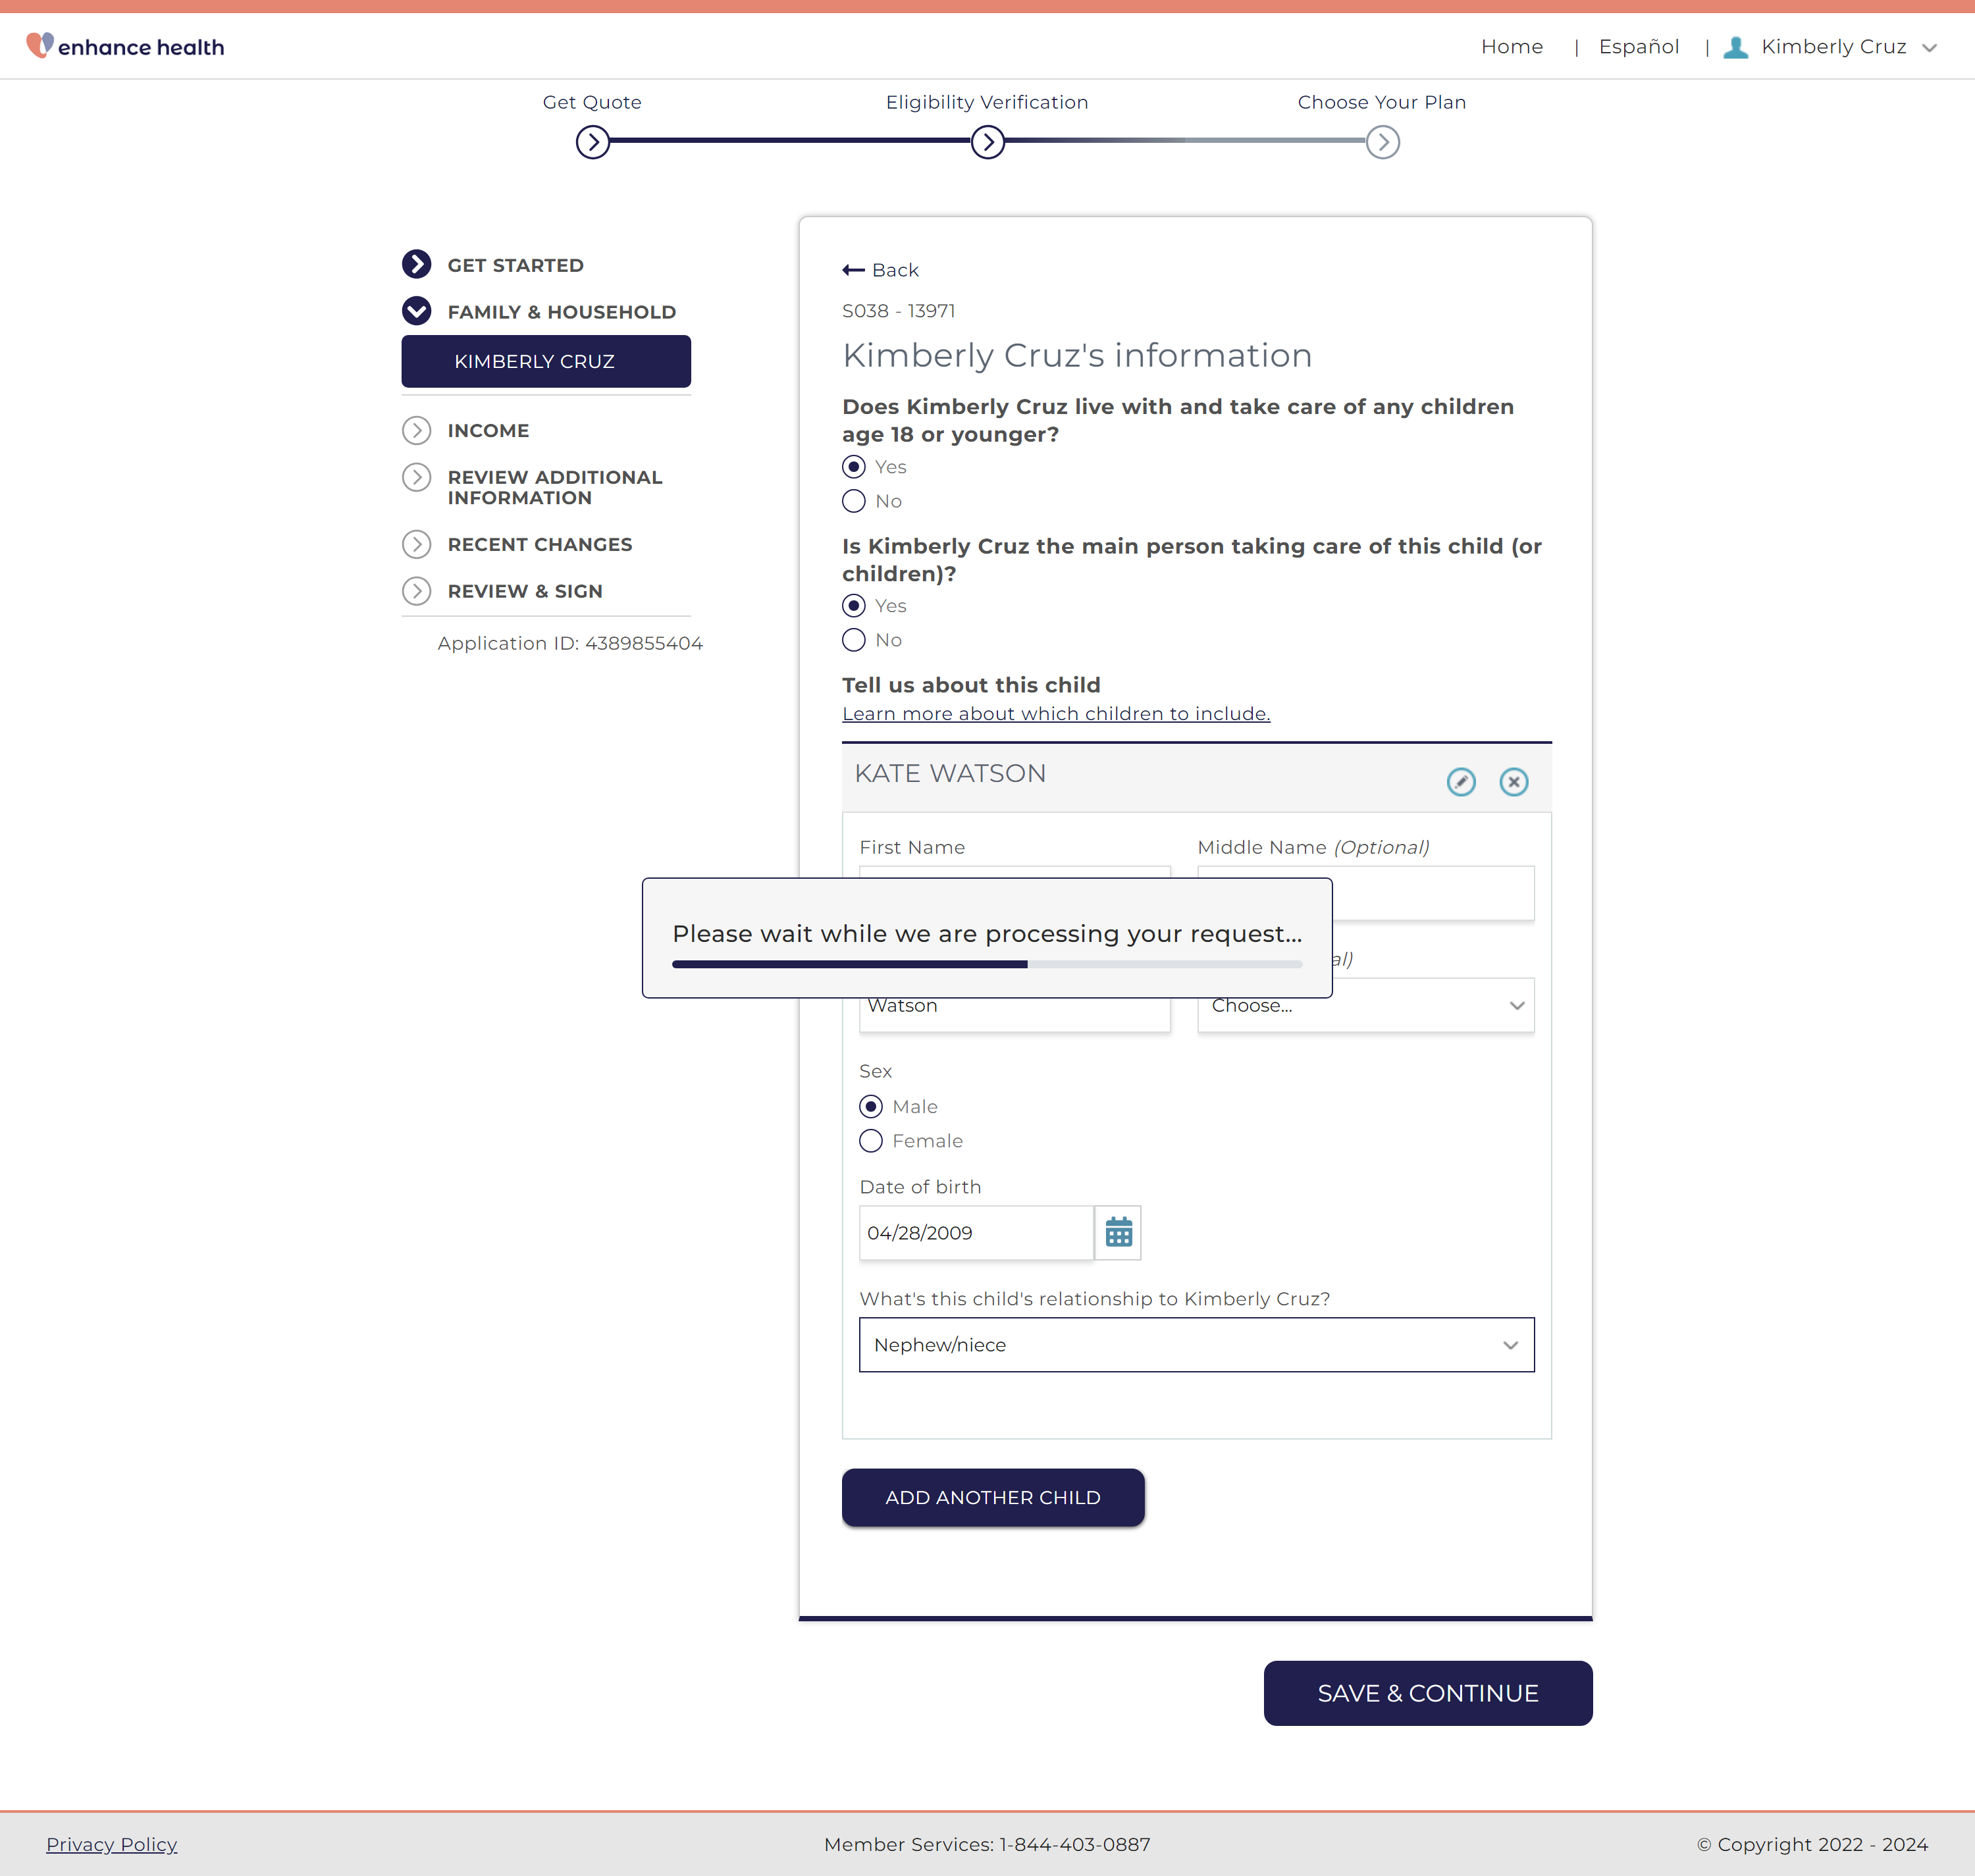 enhance health
Home | Español | Kimberly Cruz
Get Quote
Eligibility Verification
Choose Your Plan
GET STARTED
FAMILY & HOUSEHOLD
KIMBERLY CRUZ
INCOME
REVIEW ADDITIONAL
INFORMATION
RECENT CHANGES
REVIEW & SIGN
Application ID: 4389855404
Back
S038 - 13971
Kimberly Cruz's information
Does Kimberly Cruz live with and take care of any children
age 18 or younger?
Yes
No
Is Kimberly Cruz the main person taking care of this child (or
children)?
Yes
No
Tell us about this child
Learn more about which children to include.
KATE WATSON
First Name
Middle Name (Optional)
Please wait while we are processing your request...
Watson
Choose...
Sex
Male
Female
Date of birth
04/28/2009
What's this child's relationship to Kimberly Cruz?
Nephew/niece
ADD ANOTHER CHILD
SAVE & CONTINUE
Privacy Policy
Member Services: 1-844-403-0887
© Copyright 2022 - 2024